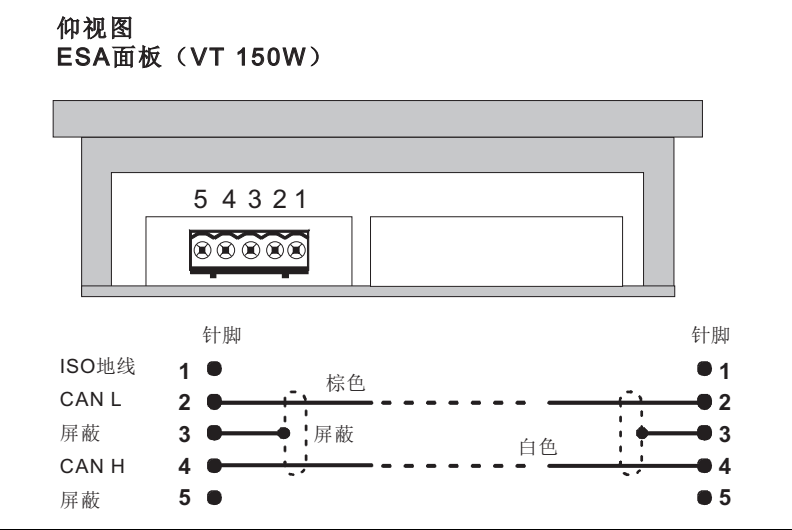 仰视图
ESA面板（VT 150W）
5 4 3 2 1
针脚 针脚
ISO地线 1 1
棕色
CAN L 2 2
屏蔽 3 屏蔽 3
白色
CAN H 4 4
屏蔽 5 5